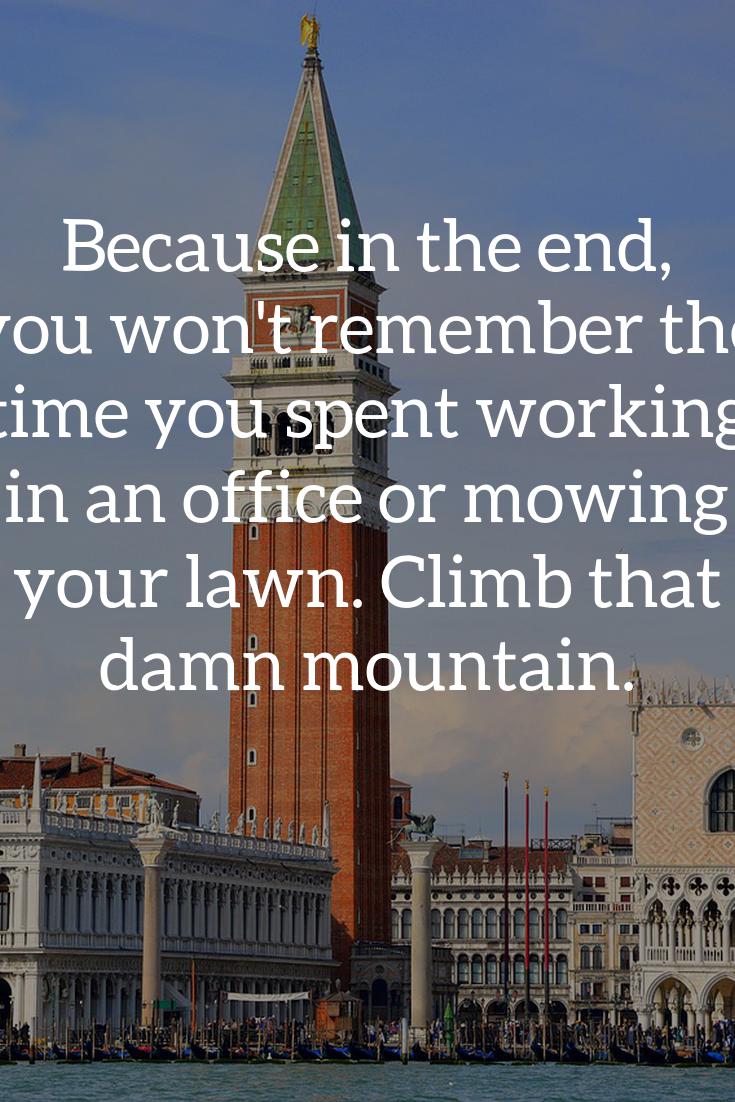 Because in the end,
you won't remember the
time you spent working
in an office or mowing
your lawn. Climb that
damn mountain.